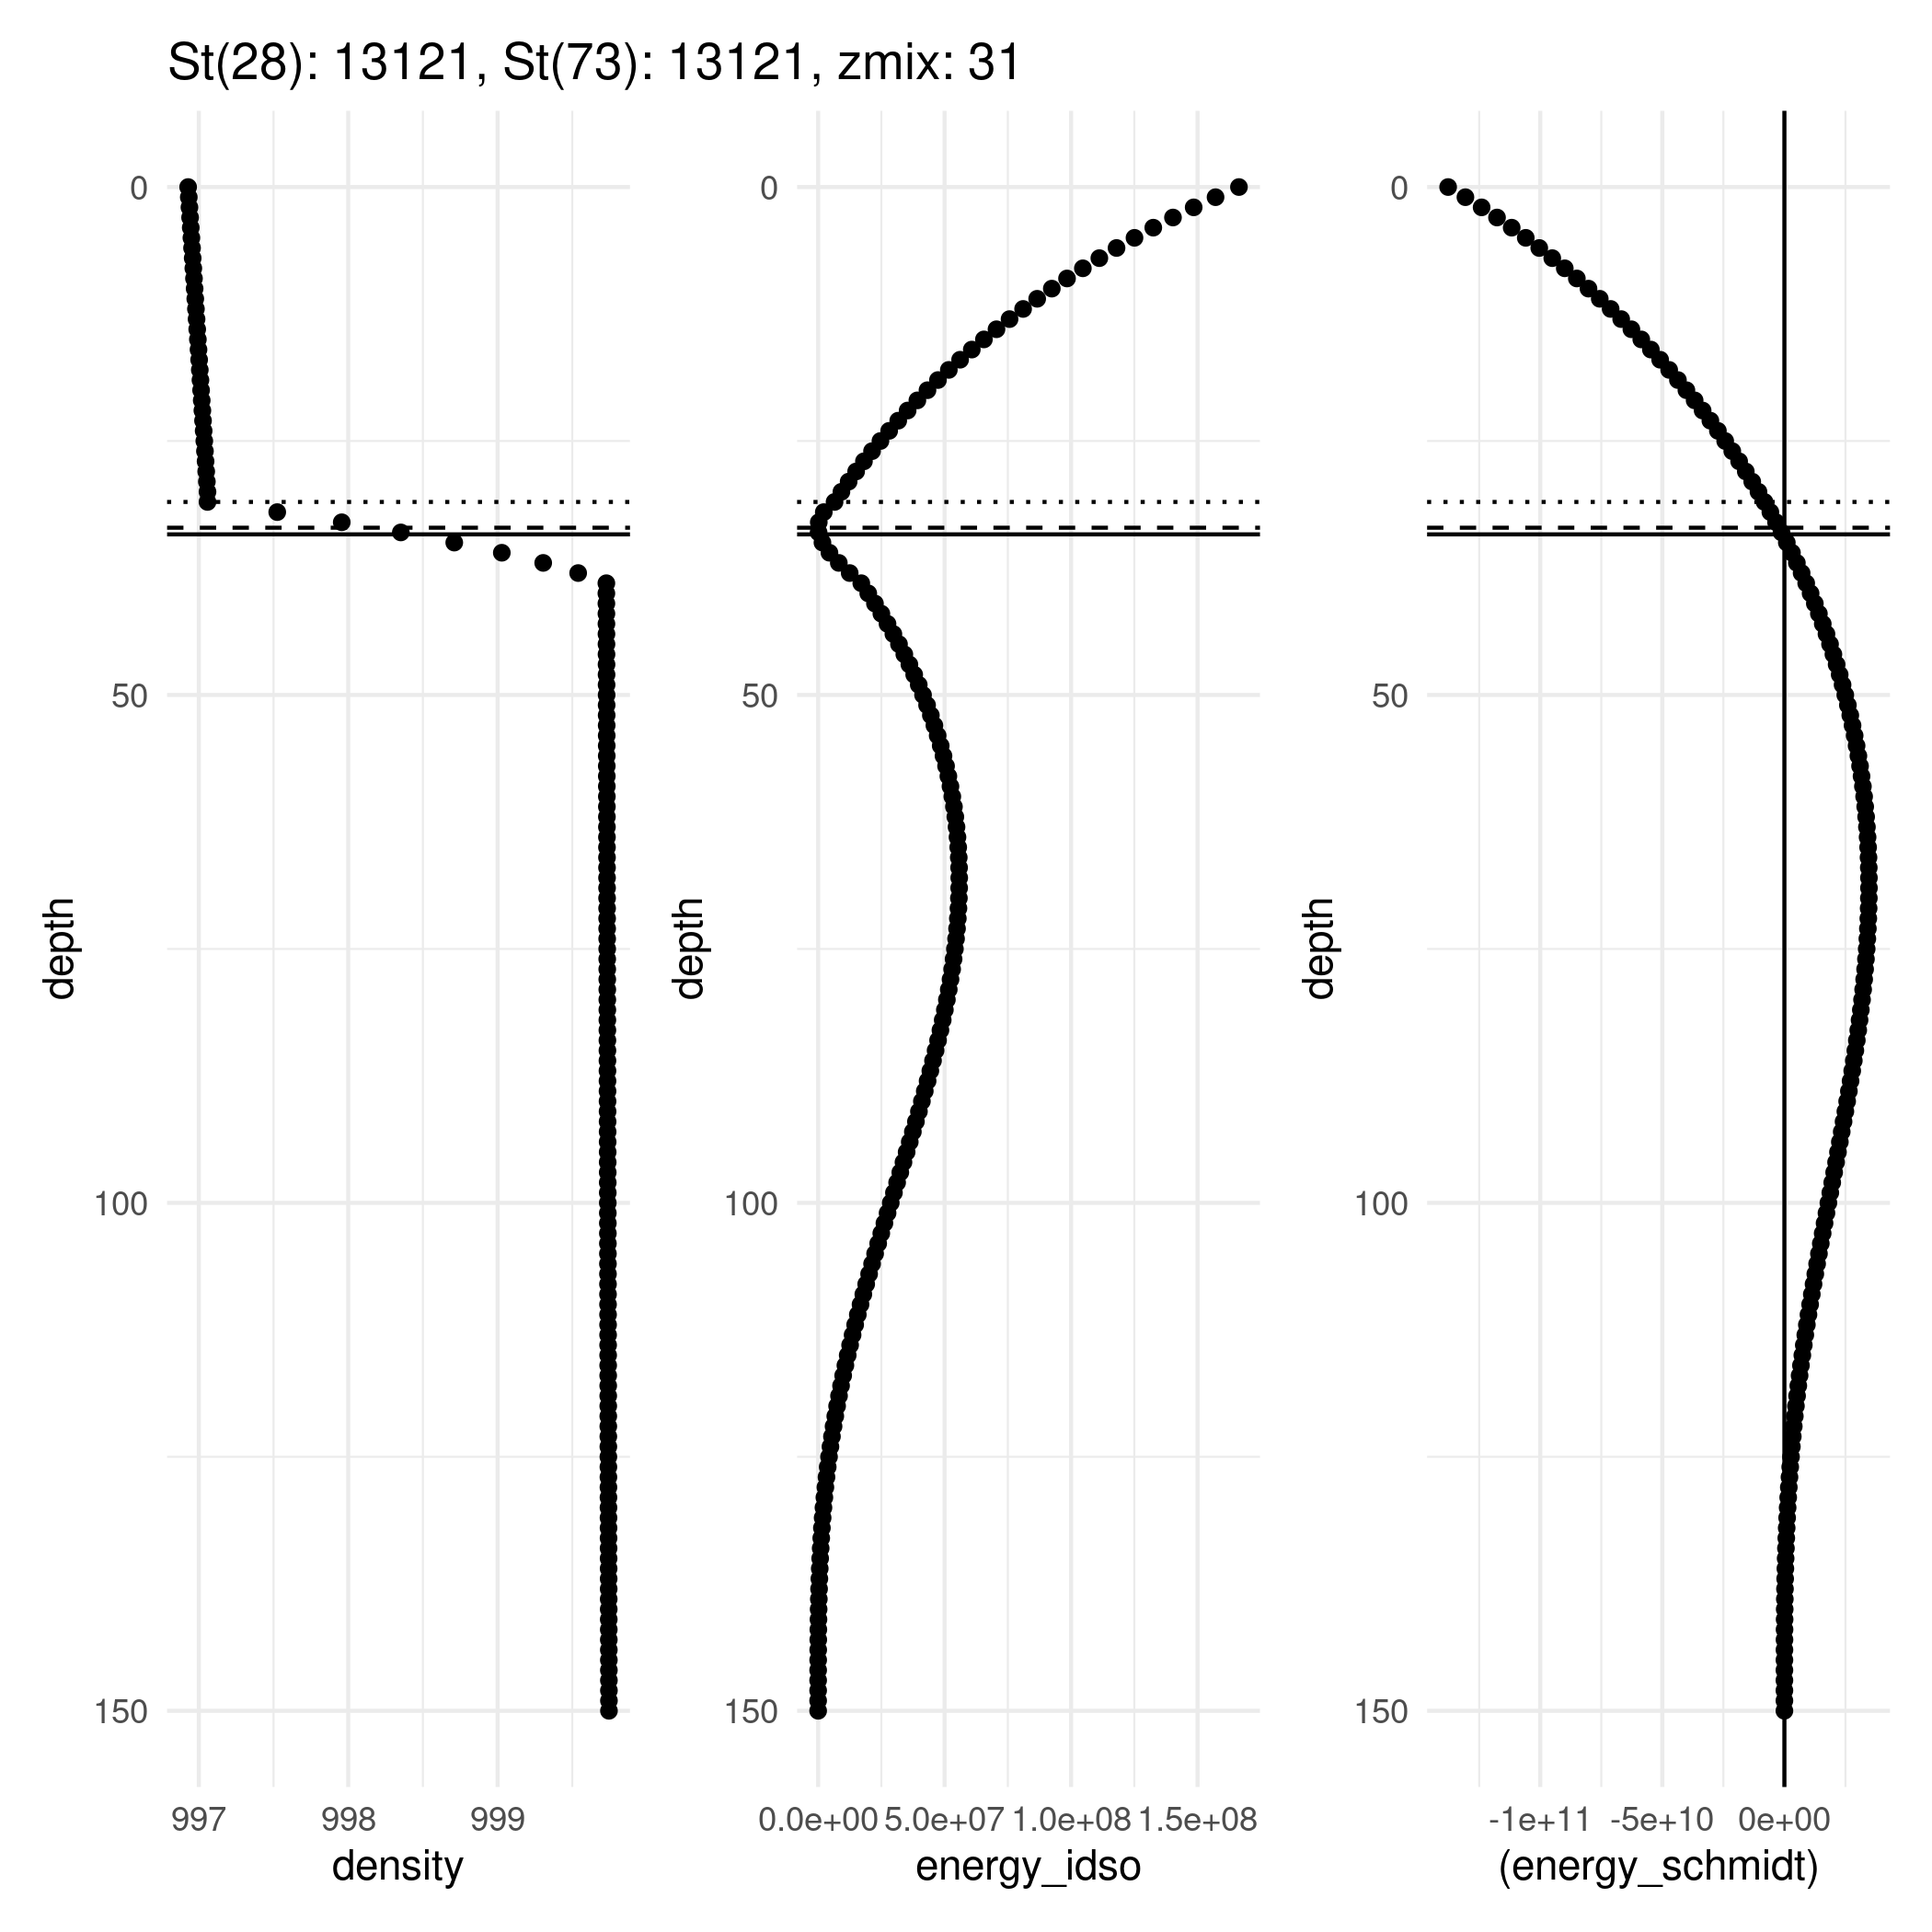 St(28): 13121, St(73): 13121, zmix: 31
0
50
100
150
depth
997 998 999
density
0
50
100
150
depth
0.0e+00 5.0e+07 1.0e+08 1.5e+08
energy_idso
0
50
100
150
depth
-1e+11 -5e+10 0e+00
(energy_schmidt)